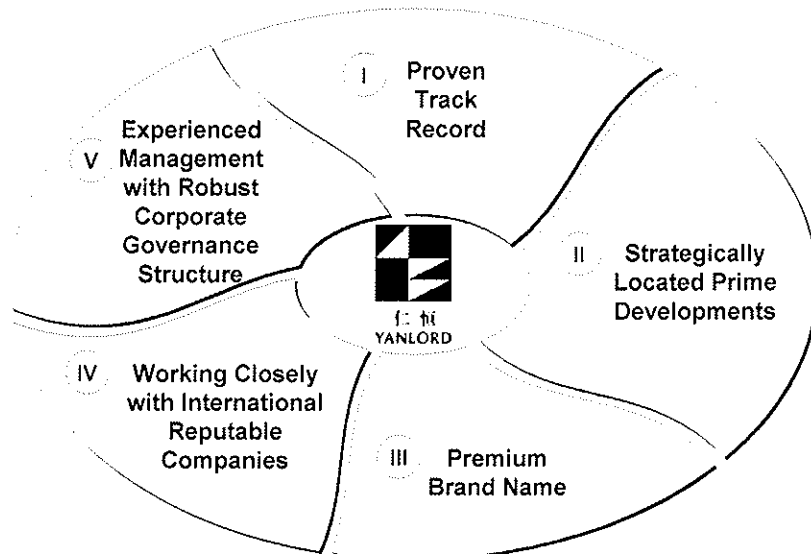 I
Proven
Track
Record
II
Strategically
Located Prime
Developments
III
Premium
Brand Name
IV
Working Closely
with International
Reputable
Companies
V
Experienced
Management
with Robust
Corporate
Governance
Structure
仁恒
YANLORD